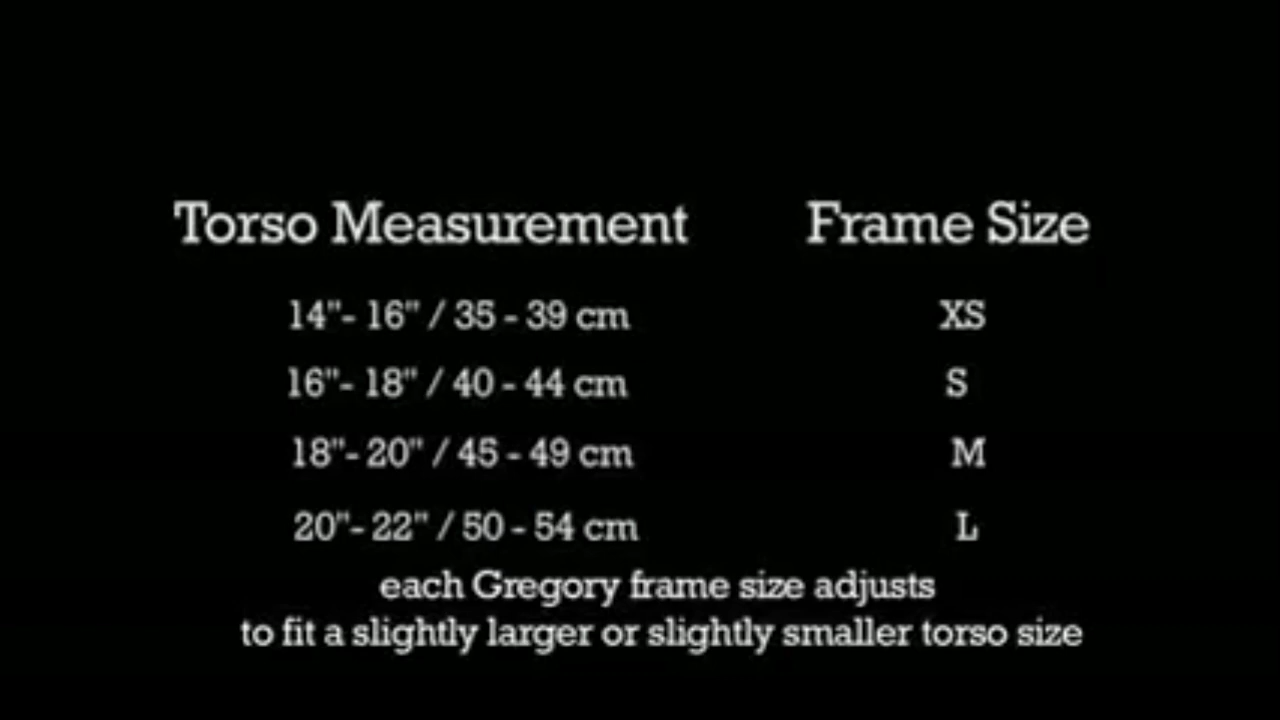 Torso Measurement Frame Size
14"- 16" / 35 - 39 cm XS
16"- 18" / 40 - 44 cm S
18"- 20" / 45 - 49 cm M
20"- 22" / 50 - 54 cm L
each Gregory frame size adjusts
to fit a slightly larger or slightly smaller torso size